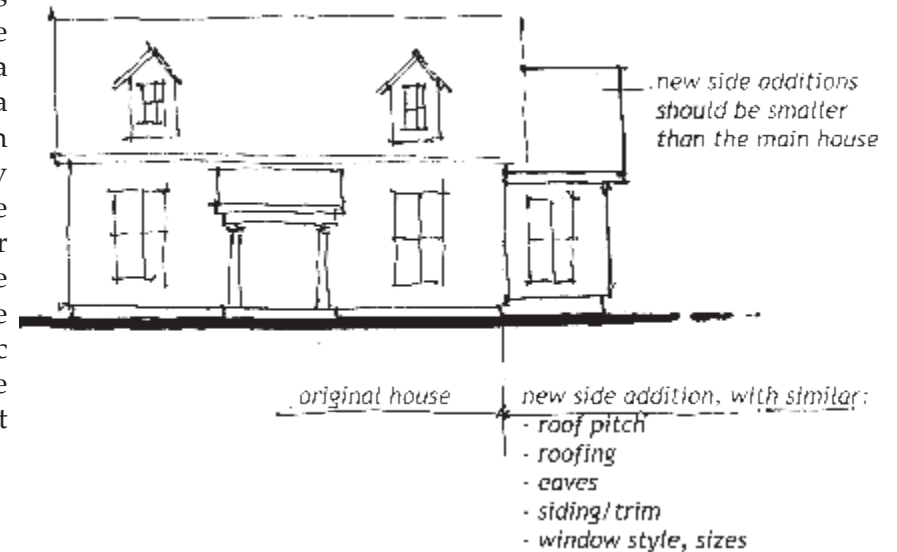 s
e
a
a
n
y
e
r
e
e
c
e
t
new side additions
should be smaller
than the main house
original house
new side addition, with similar:
- roof pitch
- roofing
- eaves
- siding/trim
- window style, sizes